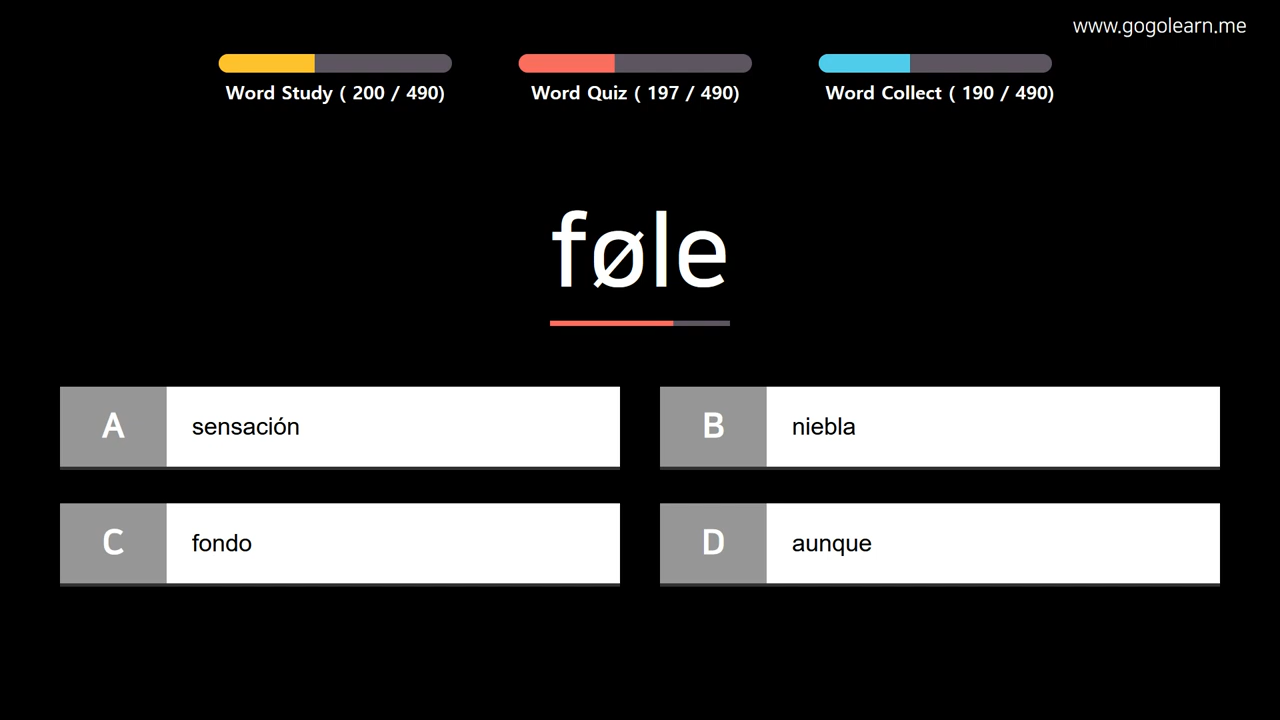 www.gogolearn.me
Word Study ( 200 / 490)
Word Quiz ( 197 / 490)
Word Collect ( 190 / 490)
føle
A sensación
B niebla
C fondo
D aunque